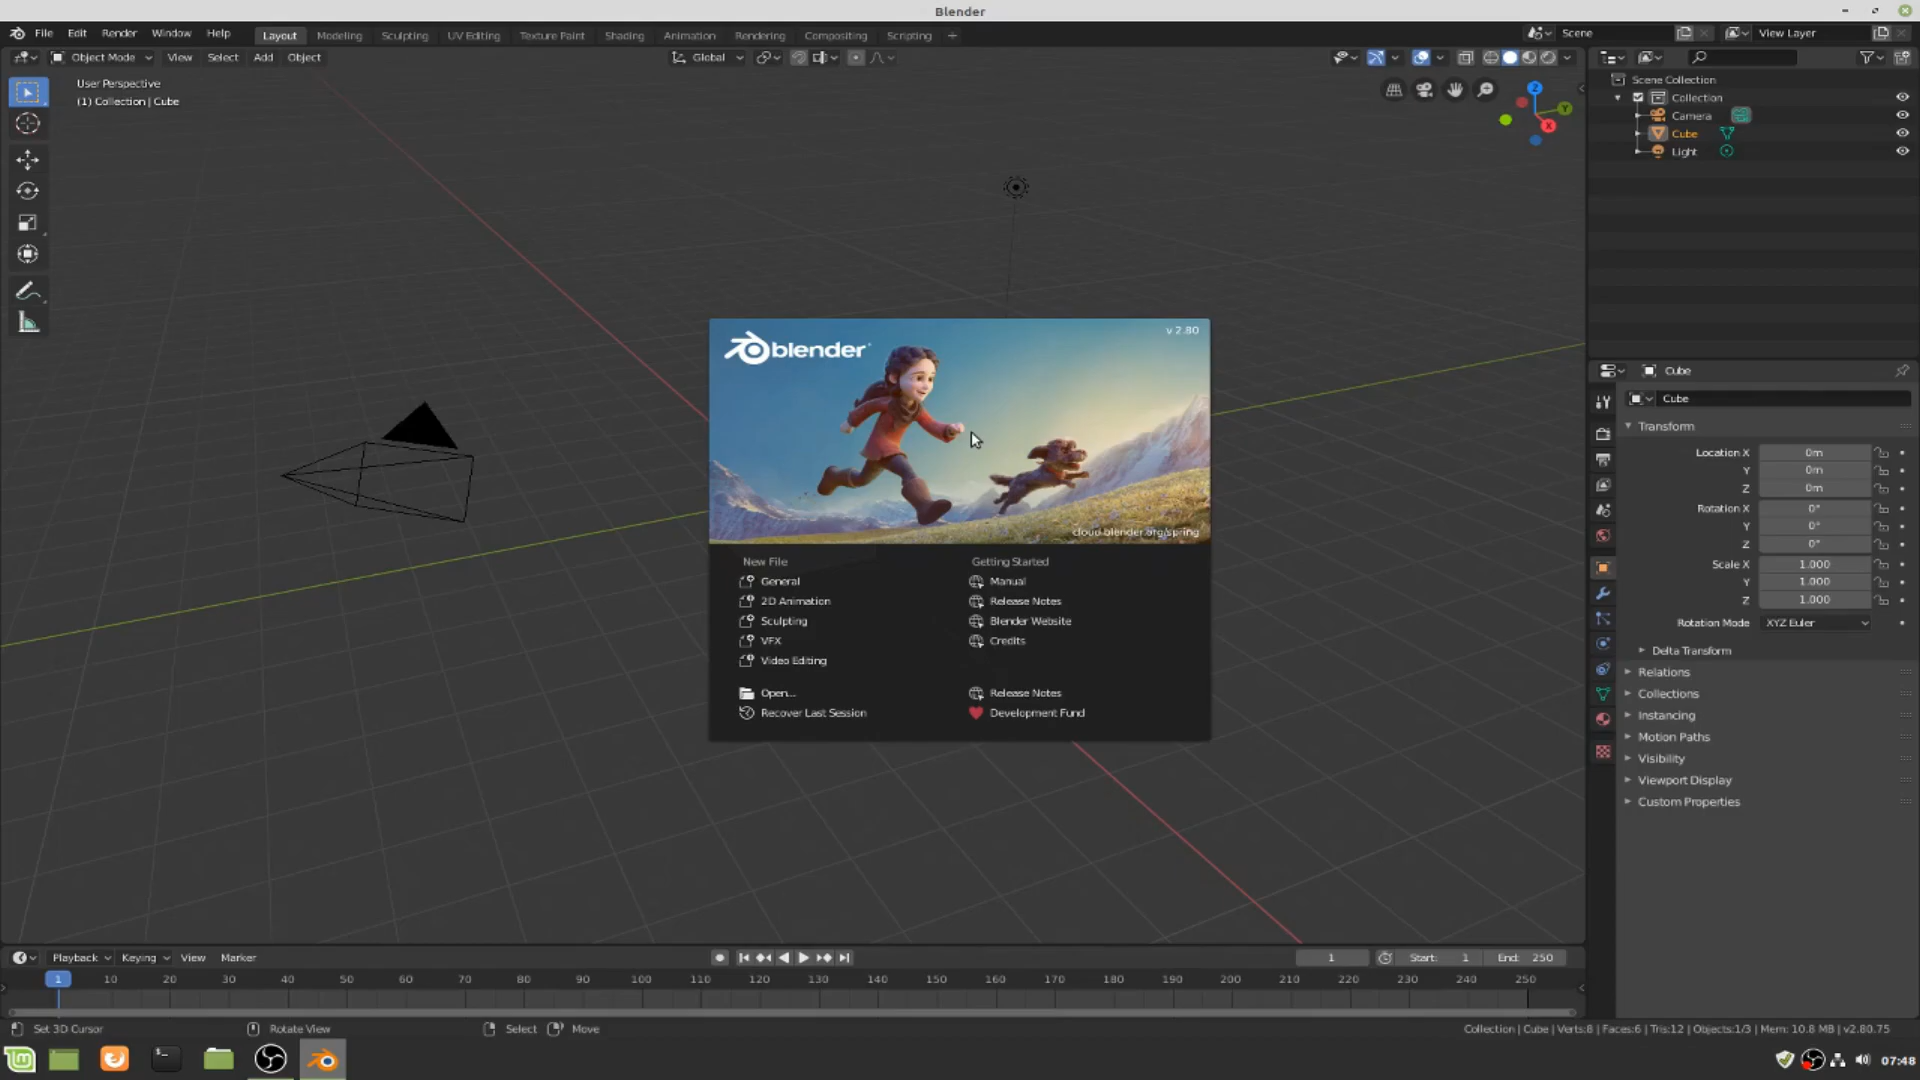 Blender
File Edit Render Window Help Layout Modeling Sculpting UV Editing Texture Paint Shading Animation Rendering Compositing Scripting + Scene View Layer
Object Mode View Select Add Object Global
User Perspective
(1) Collection | Cube
Z
Y
X
Scene Collection
Collection
Camera
Cube
Light
blender
v 2.80
cloud.blender.org/spring
New File
General
2D Animation
Sculpting
VFX
Video Editing
Open...
Recover Last Session
Getting Started
Manual
Release Notes
Blender Website
Credits
Release Notes
Development Fund
Cube
Cube
Transform
Location X 0m
Y 0m
Z 0m
Rotation X 0°
Y 0°
Z 0°
Scale X 1.000
Y 1.000
Z 1.000
Rotation Mode XYZ Euler
Delta Transform
Relations
Collections
Instancing
Motion Paths
Visibility
Viewport Display
Custom Properties
Playback Keying View Marker 1 Start: 1 End: 250
1 10 20 30 40 50 60 70 80 90 100 110 120 130 140 150 160 170 180 190 200 210 220 230 240 250
Set 3D Cursor Rotate View Select Move Collection | Cube | Verts:8 | Faces:6 | Tris:12 | Objects:1/3 | Mem: 10.8 MB | v2.80.75
07:48